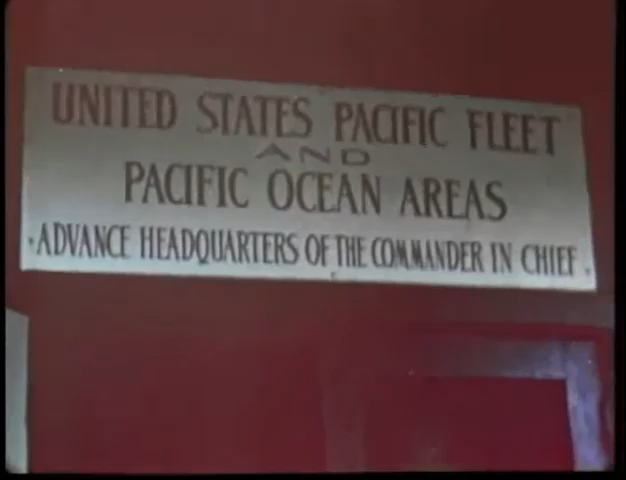 UNITED STATES PACIFIC FLEET
AND
PACIFIC OCEAN AREAS
ADVANCE HEADQUARTERS OF THE COMMANDER IN CHIEF